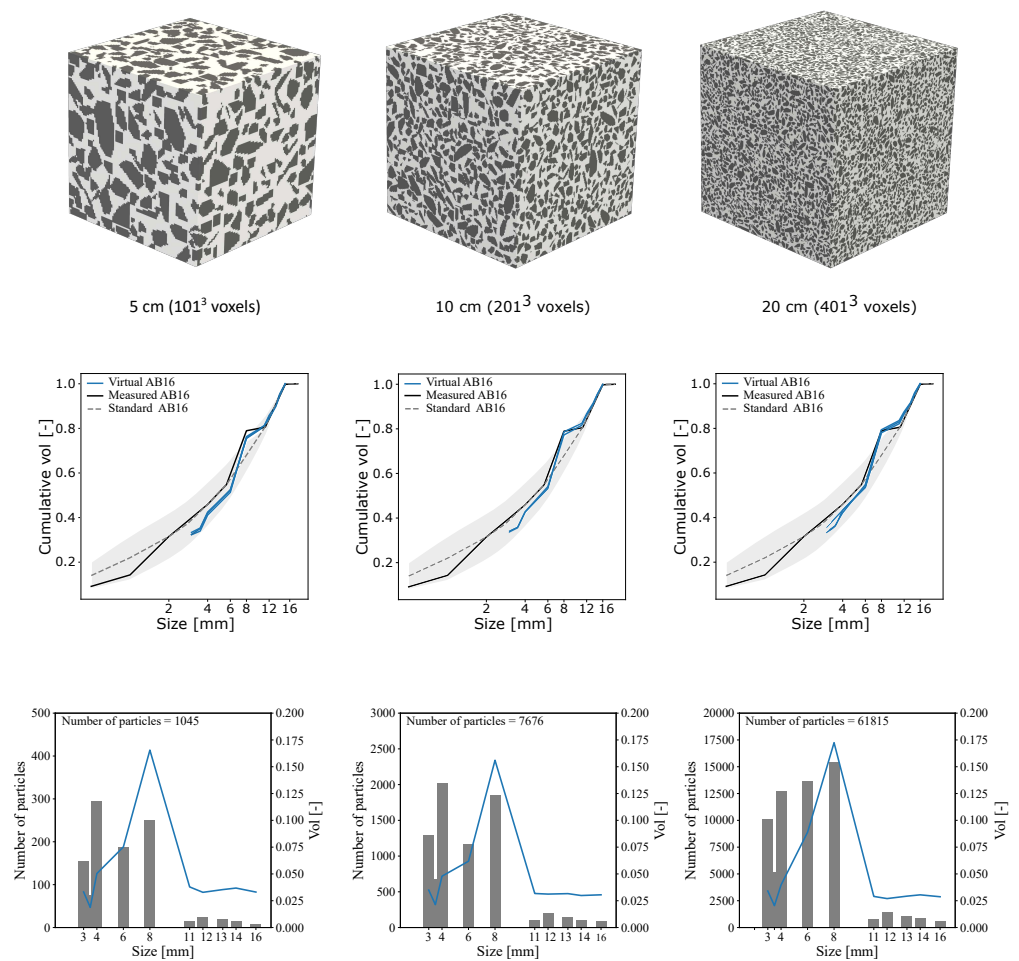 5 cm (101³ voxels)
10 cm (201³ voxels)
20 cm (401³ voxels)
Virtual AB16
Measured AB16
Standard AB16
1.0
0.8
0.6
0.4
0.2
Cumulative vol [-]
2 4 6 8 12 16
Size [mm]
Virtual AB16
Measured AB16
Standard AB16
1.0
0.8
0.6
0.4
0.2
Cumulative vol [-]
2 4 6 8 12 16
Size [mm]
Virtual AB16
Measured AB16
Standard AB16
1.0
0.8
0.6
0.4
0.2
Cumulative vol [-]
2 4 6 8 12 16
Size [mm]
Number of particles = 1045
500
400
300
200
100
0
Number of particles
0.200
0.175
0.150
0.125
0.100
0.075
0.050
0.025
0.000
Vol [-]
3 4 6 8 11 12 13 14 16
Size [mm]
Number of particles = 7676
3000
2500
2000
1500
1000
500
0
Number of particles
0.200
0.175
0.150
0.125
0.100
0.075
0.050
0.025
0.000
Vol [-]
3 4 6 8 11 12 13 14 16
Size [mm]
Number of particles = 61815
20000
17500
15000
12500
10000
7500
5000
2500
0
Number of particles
0.200
0.175
0.150
0.125
0.100
0.075
0.050
0.025
0.000
Vol [-]
3 4 6 8 11 12 13 14 16
Size [mm]